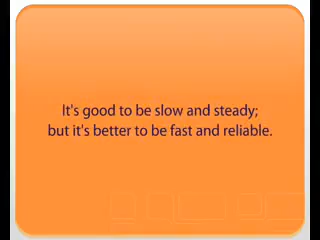 It's good to be slow and steady;
but it's better to be fast and reliable.